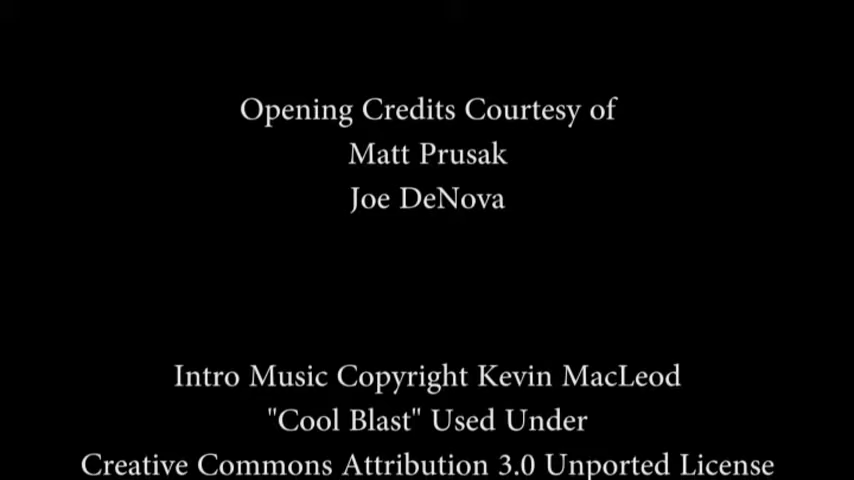 Opening Credits Courtesy of
Matt Prusak
Joe DeNova
Intro Music Copyright Kevin MacLeod
"Cool Blast" Used Under
Creative Commons Attribution 3.0 Unported License